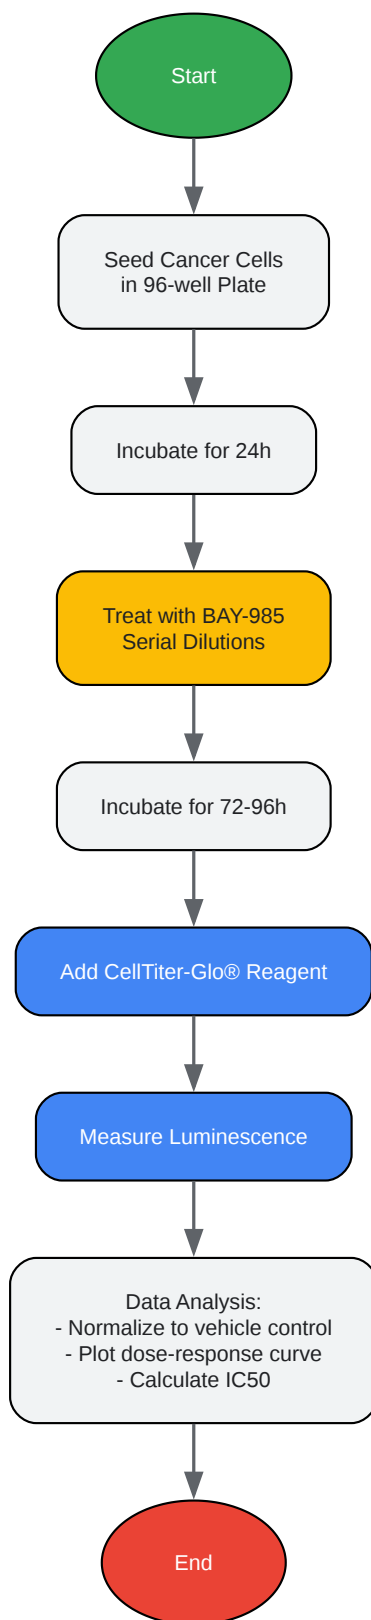 Start
Seed Cancer Cells
in 96-well Plate
Incubate for 24h
Treat with BAY-985
Serial Dilutions
Incubate for 72-96h
Add CellTiter-Glo® Reagent
Measure Luminescence
Data Analysis:
- Normalize to vehicle control
- Plot dose-response curve
- Calculate IC50
End